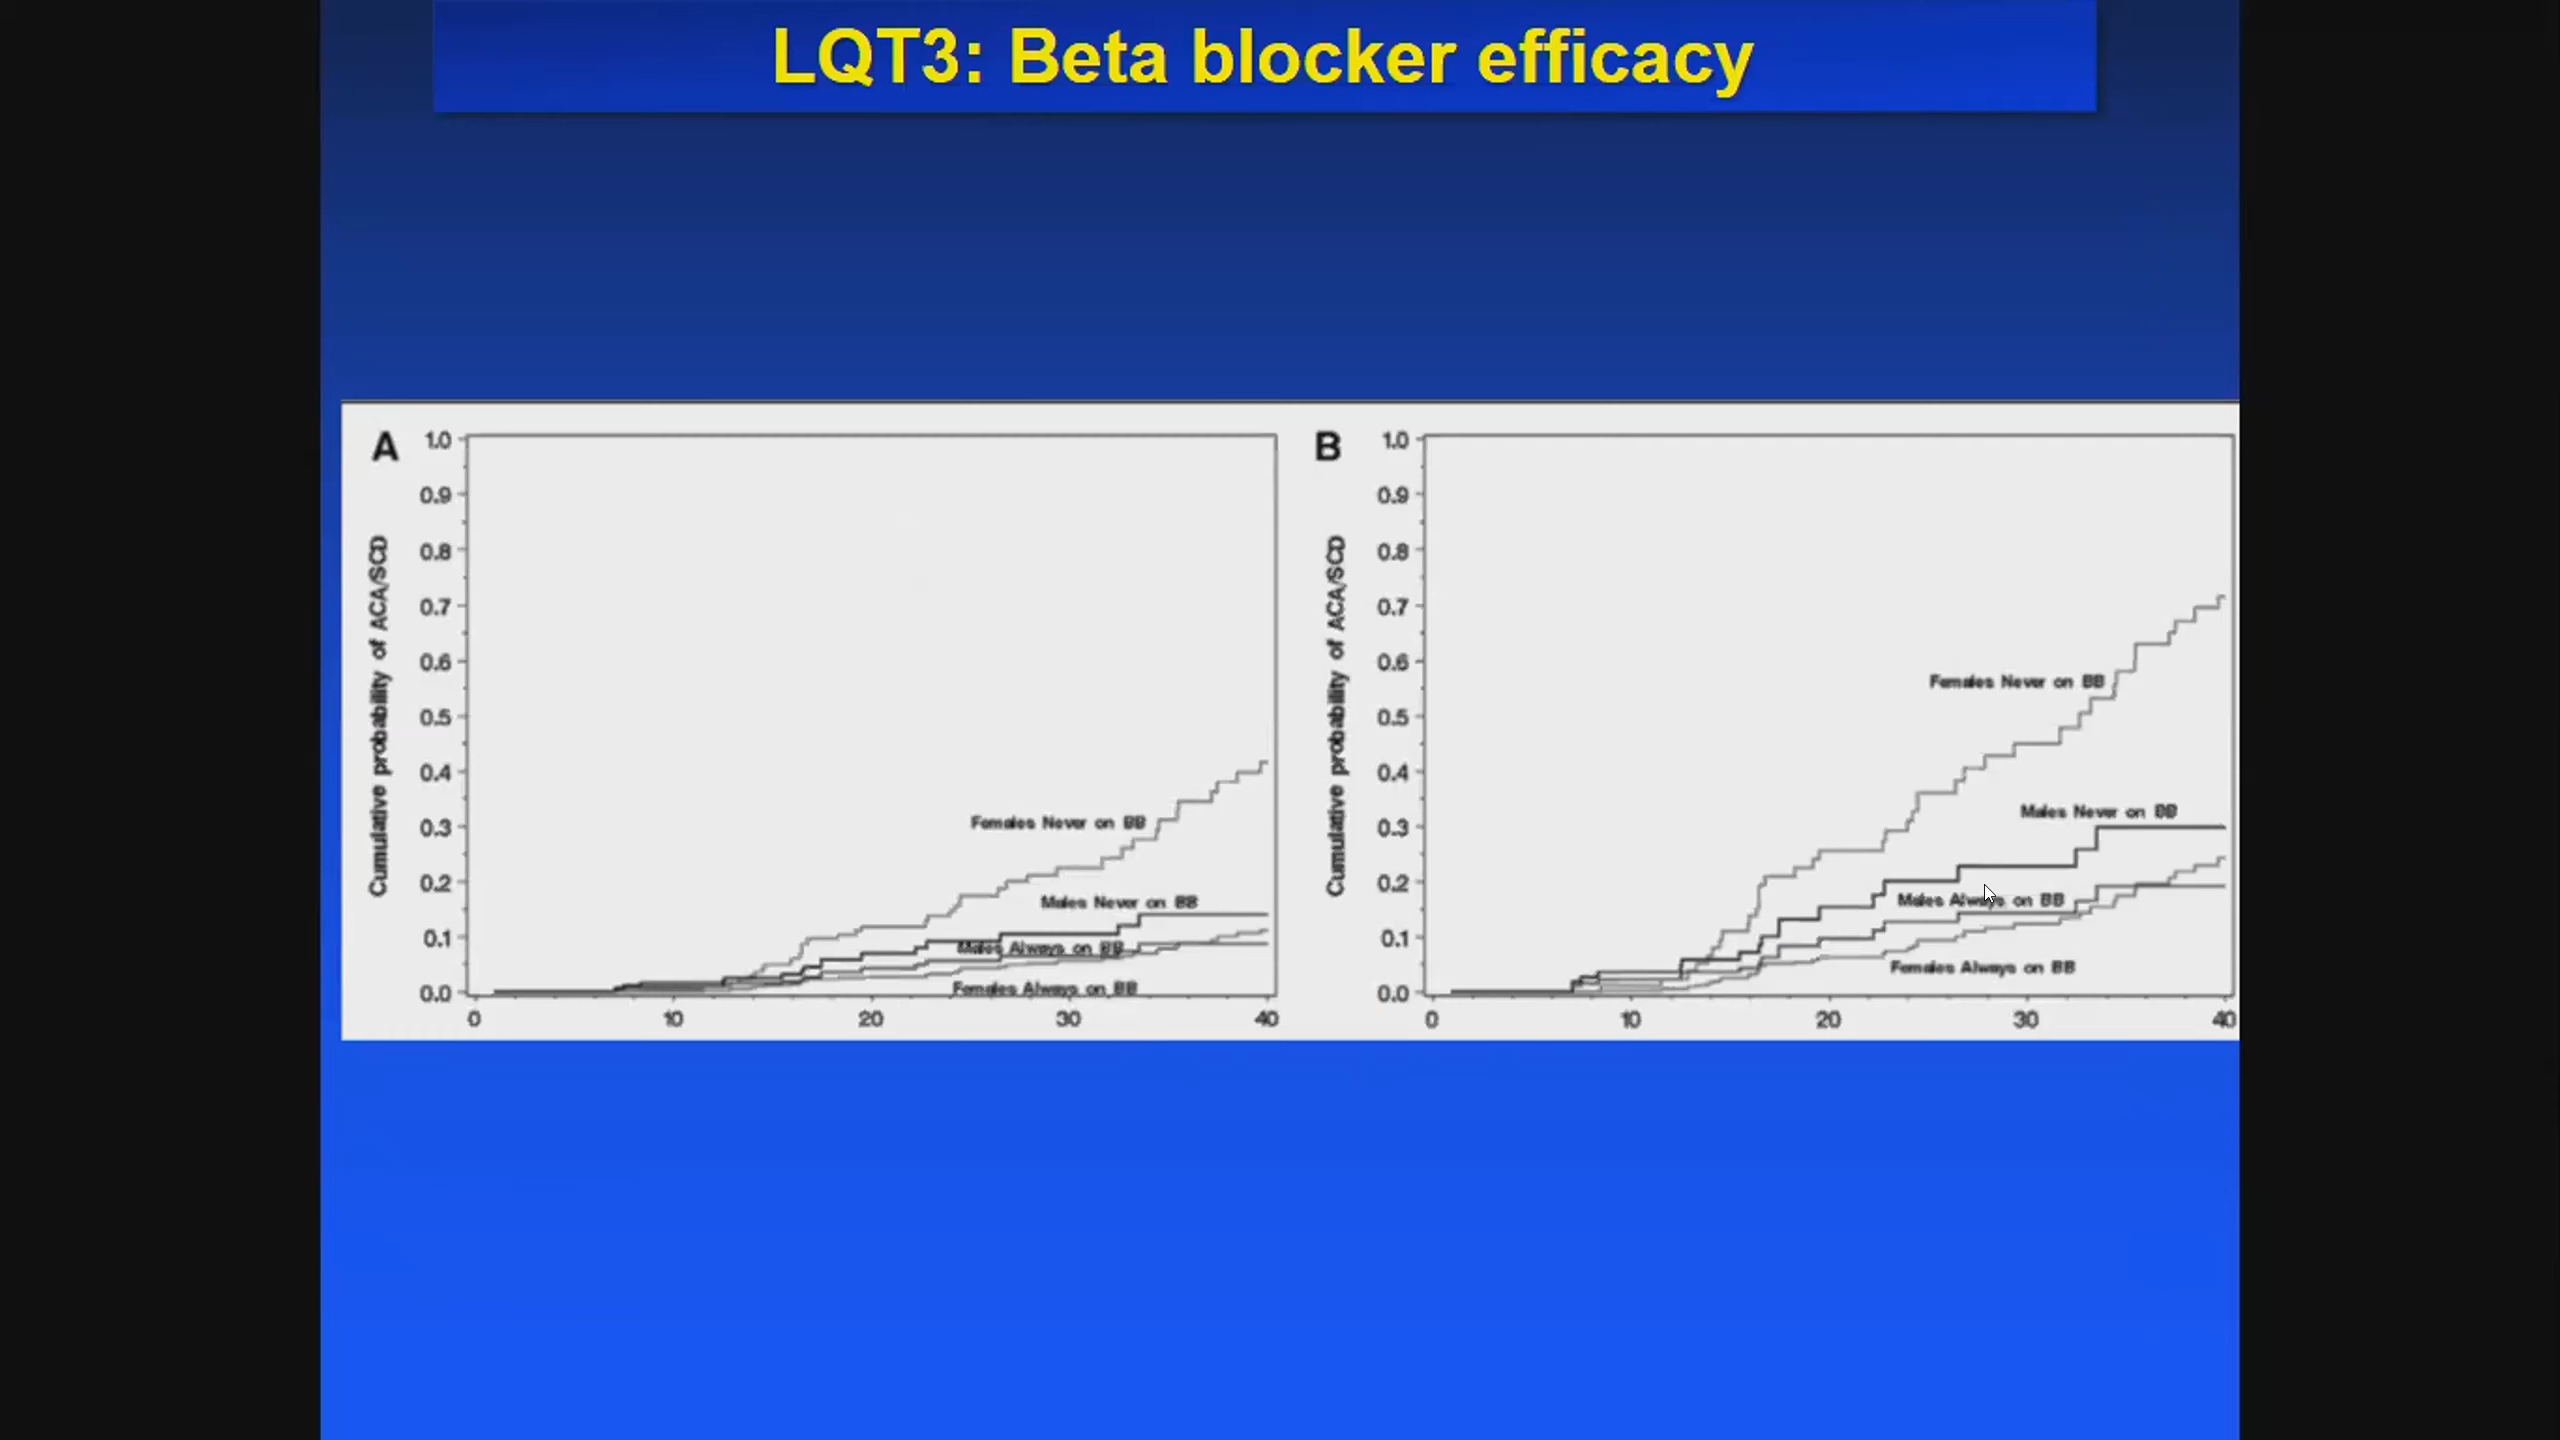 LQT3: Beta blocker efficacy
A
Cumulative probability of ACA/SCD
1.0
0.9
0.8
0.7
0.6
0.5
0.4
0.3
0.2
0.1
0.0
Females Never on BB
Males Never on BB
Males Always on BB
Females Always on BB
0 10 20 30 40
B
Cumulative probability of ACA/SCD
1.0
0.9
0.8
0.7
0.6
0.5
0.4
0.3
0.2
0.1
0.0
Females Never on BB
Males Never on BB
Males Always on BB
Females Always on BB
0 10 20 30 40